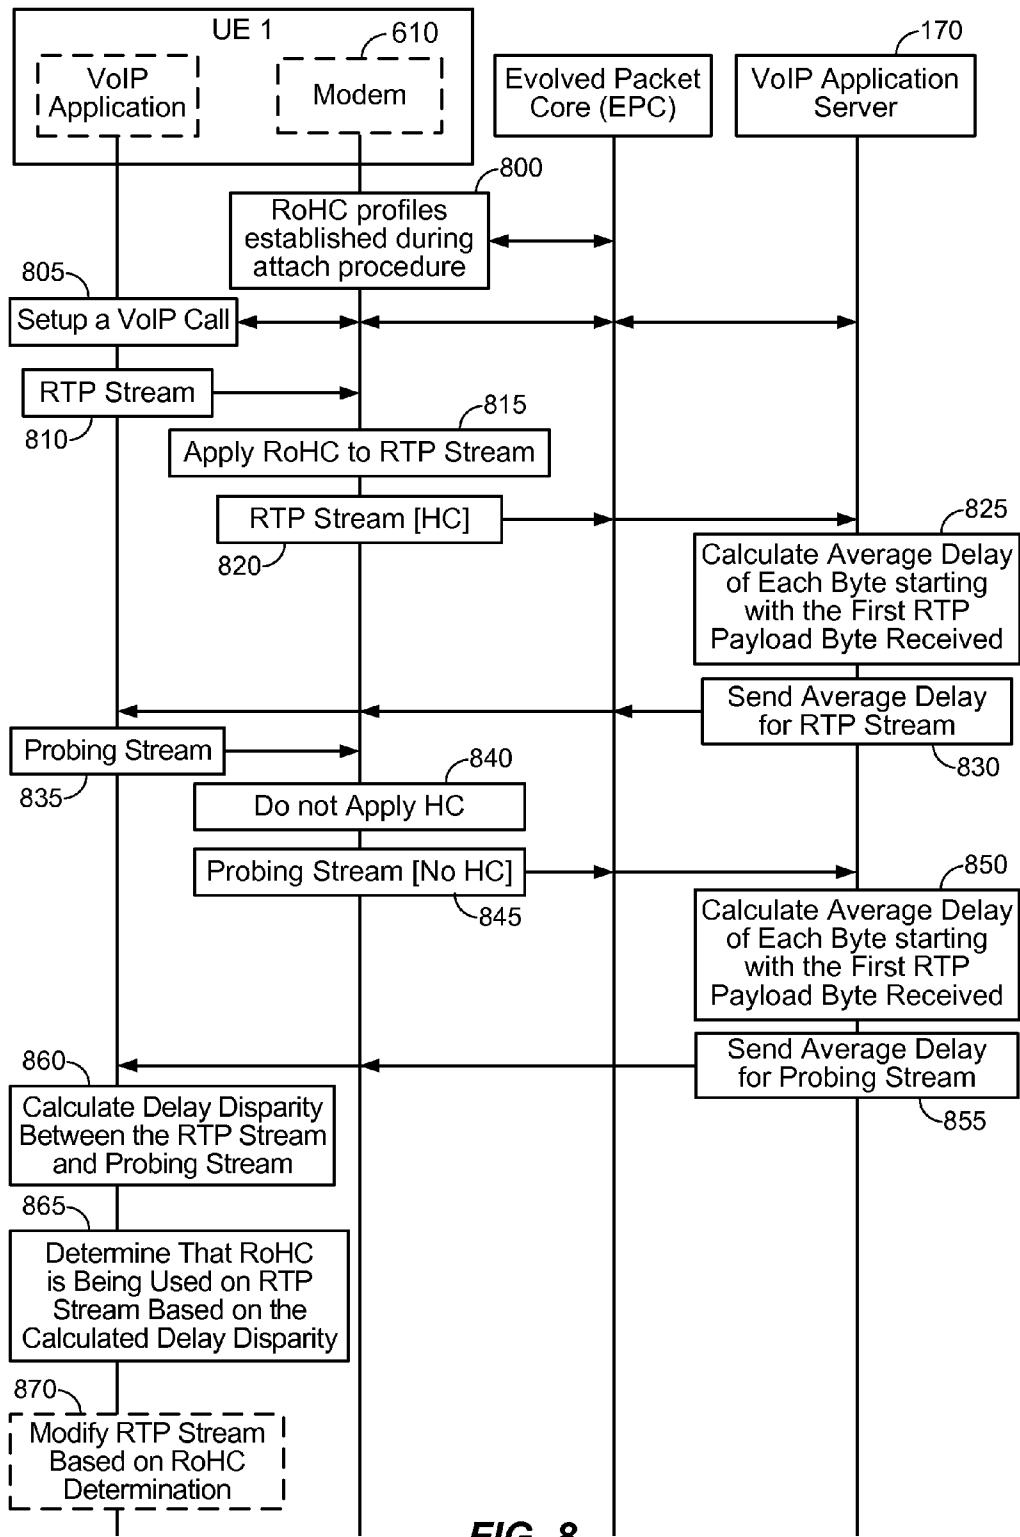 UE 1
610
170
VoIP
Application
Modem
Evolved Packet
Core (EPC)
VoIP Application
Server
800
RoHC profiles
established during
attach procedure
805
Setup a VoIP Call
RTP Stream
810
815
Apply RoHC to RTP Stream
RTP Stream [HC]
820
825
Calculate Average Delay
of Each Byte starting
with the First RTP
Payload Byte Received
Send Average Delay
for RTP Stream
830
Probing Stream
835
840
Do not Apply HC
Probing Stream [No HC]
845
850
Calculate Average Delay
of Each Byte starting
with the First RTP
Payload Byte Received
Send Average Delay
for Probing Stream
855
860
Calculate Delay Disparity
Between the RTP Stream
and Probing Stream
865
Determine That RoHC
is Being Used on RTP
Stream Based on the
Calculated Delay Disparity
870
Modify RTP Stream
Based on RoHC
Determination
FIG. 8